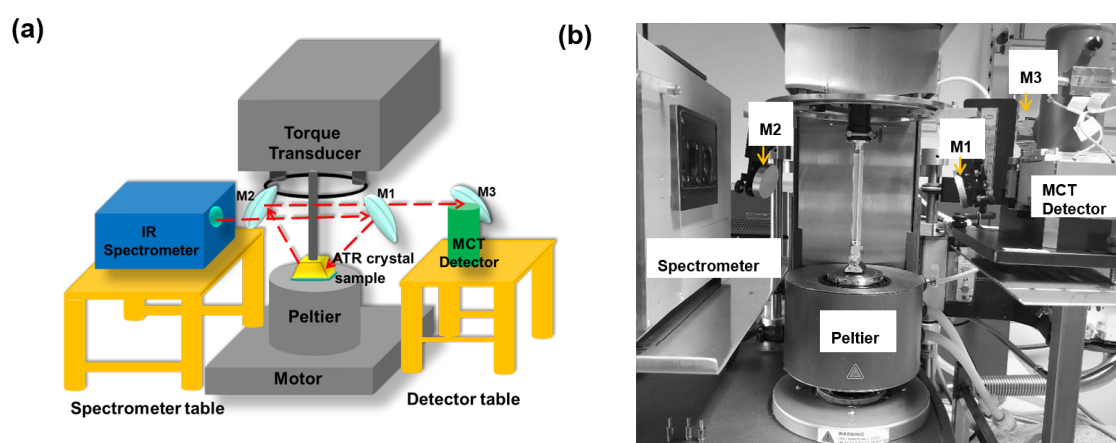 (a)
Torque
Transducer
M2
M1
M3
IR
Spectrometer
MCT
Detector
ATR crystal
sample
Peltier
Motor
Spectrometer table
Detector table
(b)
M3
M2
M1
MCT
Detector
Spectrometer
Peltier